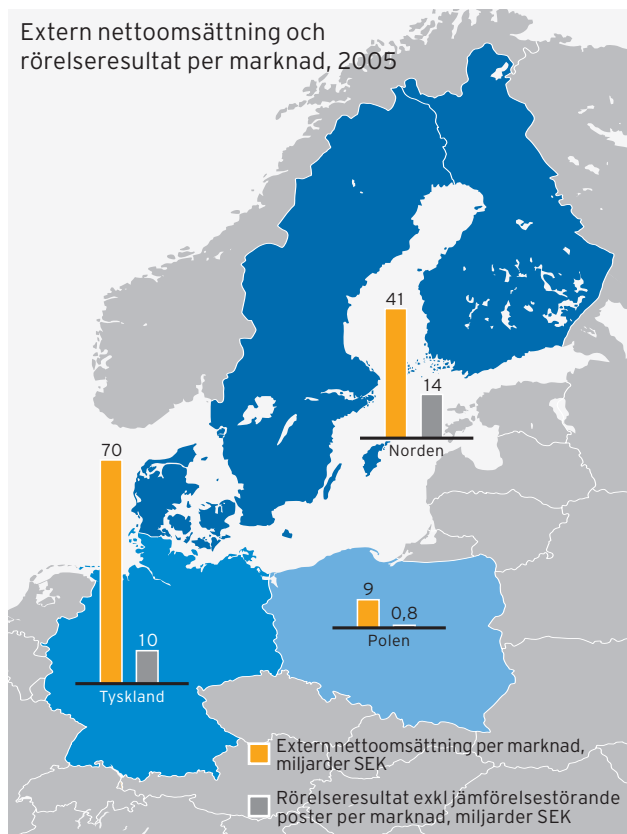 Extern nettoomsättning och
rörelseresultat per marknad, 2005
41
14
Norden
70
10
Tyskland
9
0,8
Polen
Extern nettoomsättning per marknad,
miljarder SEK
Rörelseresultat exkl jämförelsestörande
poster per marknad, miljarder SEK